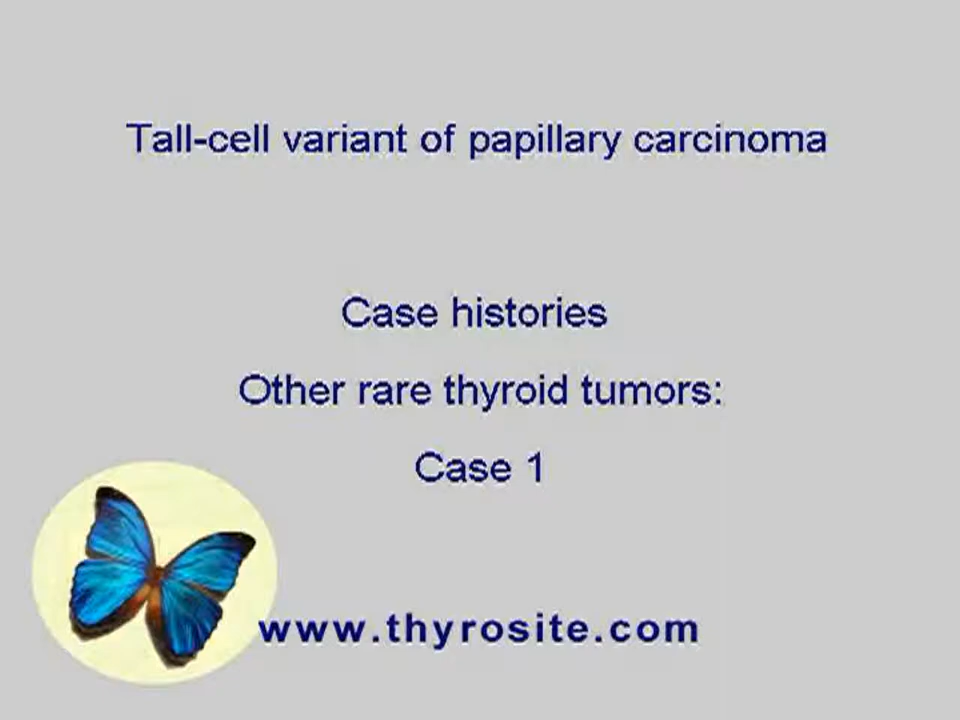 Tall-cell variant of papillary carcinoma
Case histories
Other rare thyroid tumors:
Case 1
www.thyrosite.com